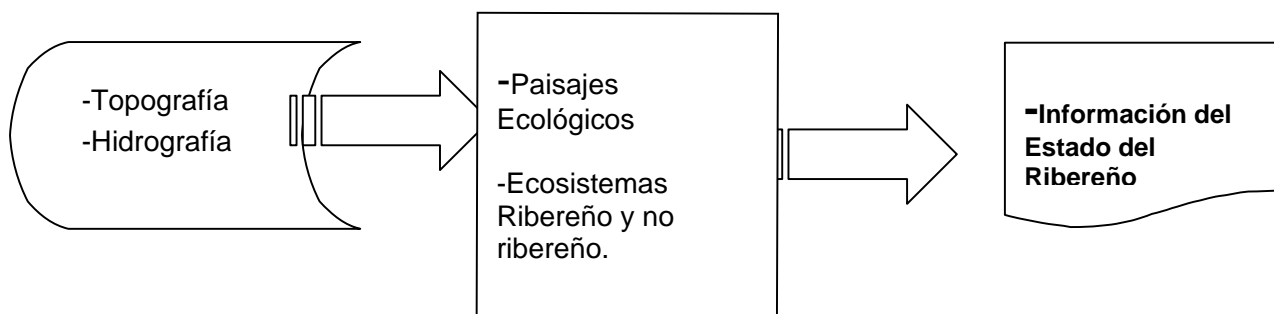 -Topografía
-Hidrografía
-Paisajes
Ecológicos
-Ecosistemas
Ribereño y no
ribereño.
-Información del
Estado del
Ribereño